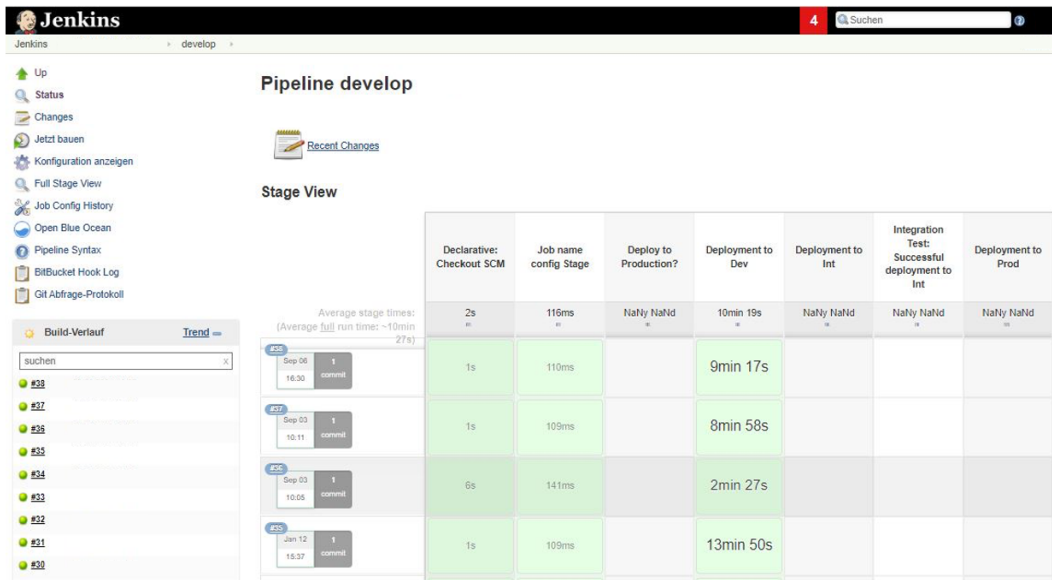 Jenkins
4
Suchen
Jenkins
develop
Up
Status
Changes
Jetzt bauen
Konfiguration anzeigen
Full Stage View
Job Config History
Open Blue Ocean
Pipeline Syntax
BitBucket Hook Log
Git Abfrage-Protokoll
Build-Verlauf
Trend
suchen
x
#38
#37
#36
#35
#34
#33
#32
#31
#30
Pipeline develop
Recent Changes
Stage View
Declarative:
Checkout SCM
Job name
config Stage
Deploy to
Production?
Deployment to
Dev
Deployment to
Int
Integration
Test:
Successful
deployment to
Int
Deployment to
Prod
Average stage times:
(Average full run time: ~10min
27s)
2s
116ms
NaNy NaNd
10min 19s
NaNy NaNd
NaNy NaNd
NaNy NaNd
#38
Sep 06
16:30
1
commit
1s
110ms
9min 17s
#37
Sep 03
10:11
1
commit
1s
109ms
8min 58s
#36
Sep 03
10:05
1
commit
6s
141ms
2min 27s
#35
Jan 12
15:37
1
commit
1s
109ms
13min 50s